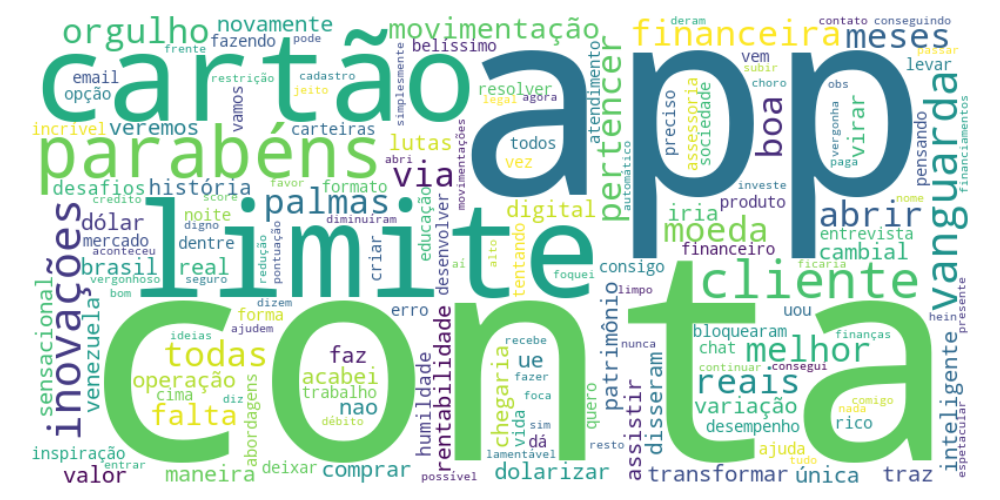 orgulho
novamente
fazendo
movimentação
belíssimo
deram
pode
frente
contato
conseguindo
financeira
meses
vem
passar
subir
levar
cartão
app
email
opção
restrição
cadastro
jeito
simplesmente
resolver
legal
agora
atendimento
pertencer
preciso
assessoria
sociedade
boa
choro
obs
vergonha
paga
virar
pensando
vanguarda
financiamentos
incrível
veremos
vamos
carteiras
parabéns
lutas
abri
movimentações
todos
vez
automático
via
desafios
história
credito
score
favor
formato
palmas
diminuíram
digital
investe
produto
nome
abrir
dólar
noite
digno
mercado
dentre
aconteceu
brasil
real
vergonhoso
bom
seguro
redução
pontuação
criar
educação
desenvolver
limite
aí
alto
tentando
foquei
iria
moeda
financeiro
entrevista
cambial
ficaria
consigo
limpo
cliente
inovações
sensacional
venezuela
dizem
forma
ajudem
erro
conta
ideias
todas
operação
cima
diz
falta
abordagens
débito
faz
acabei
trabalho
nao
humildade
rentabilidade
recebe
ue
fazer
chegaria
foca
vida
sim
lamentável
dá
quero
resto
patrimônio
nunca
uou
bloquearam
chat
continuar
consegui
finanças
melhor
reais
variação
desempenho
comigo
nada
rico
ajuda
tudo
hein
presente
inteligente
espetacular
assistir
disseram
inspiração
entrar
valor
maneira
deixar
comprar
possível
dolarizar
transformar
única
traz